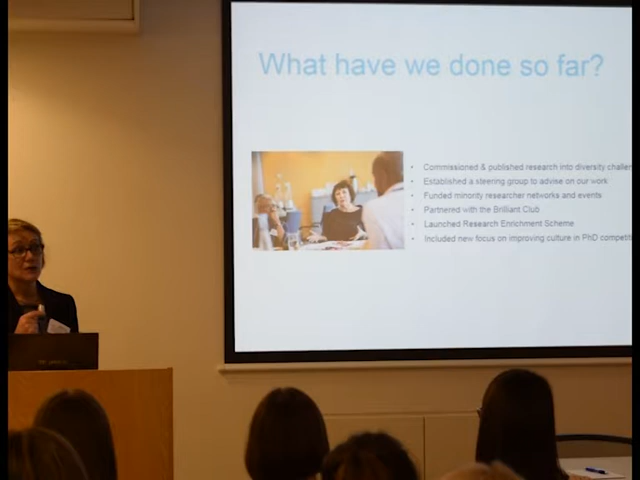 What have we done so far?
• Commissioned & published research into diversity challe
• Established a steering group to advise on our work
• Funded minority researcher networks and events
• Partnered with the Brilliant Club
• Launched Research Enrichment Scheme
• Included new focus on improving culture in PhD competit